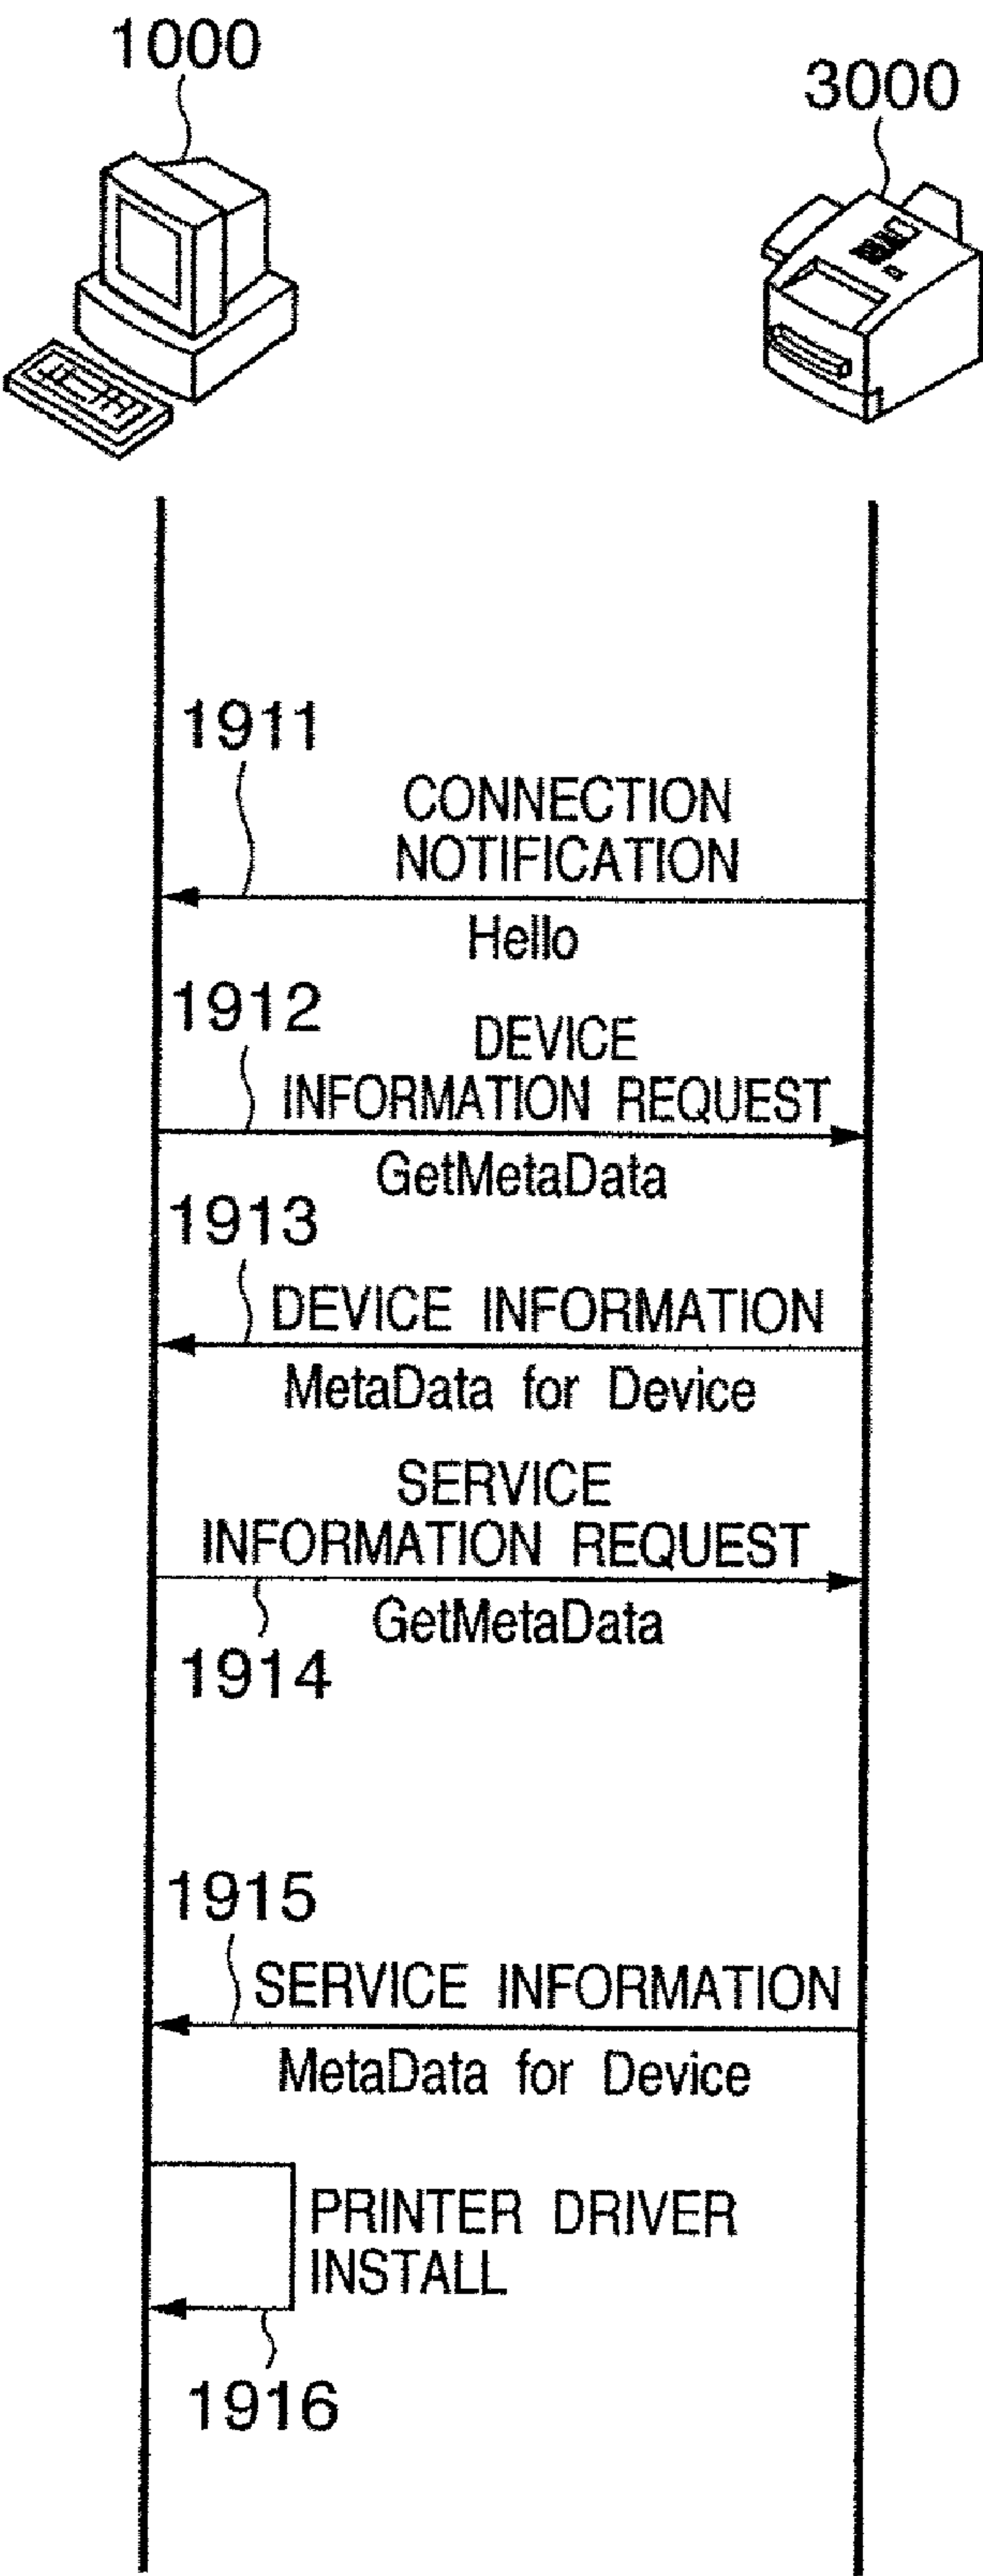 1000
3000
1911
CONNECTION
NOTIFICATION
Hello
1912
DEVICE
INFORMATION REQUEST
GetMetaData
1913
DEVICE INFORMATION
MetaData for Device
SERVICE
INFORMATION REQUEST
GetMetaData
1914
1915
SERVICE INFORMATION
MetaData for Device
PRINTER DRIVER
INSTALL
1916